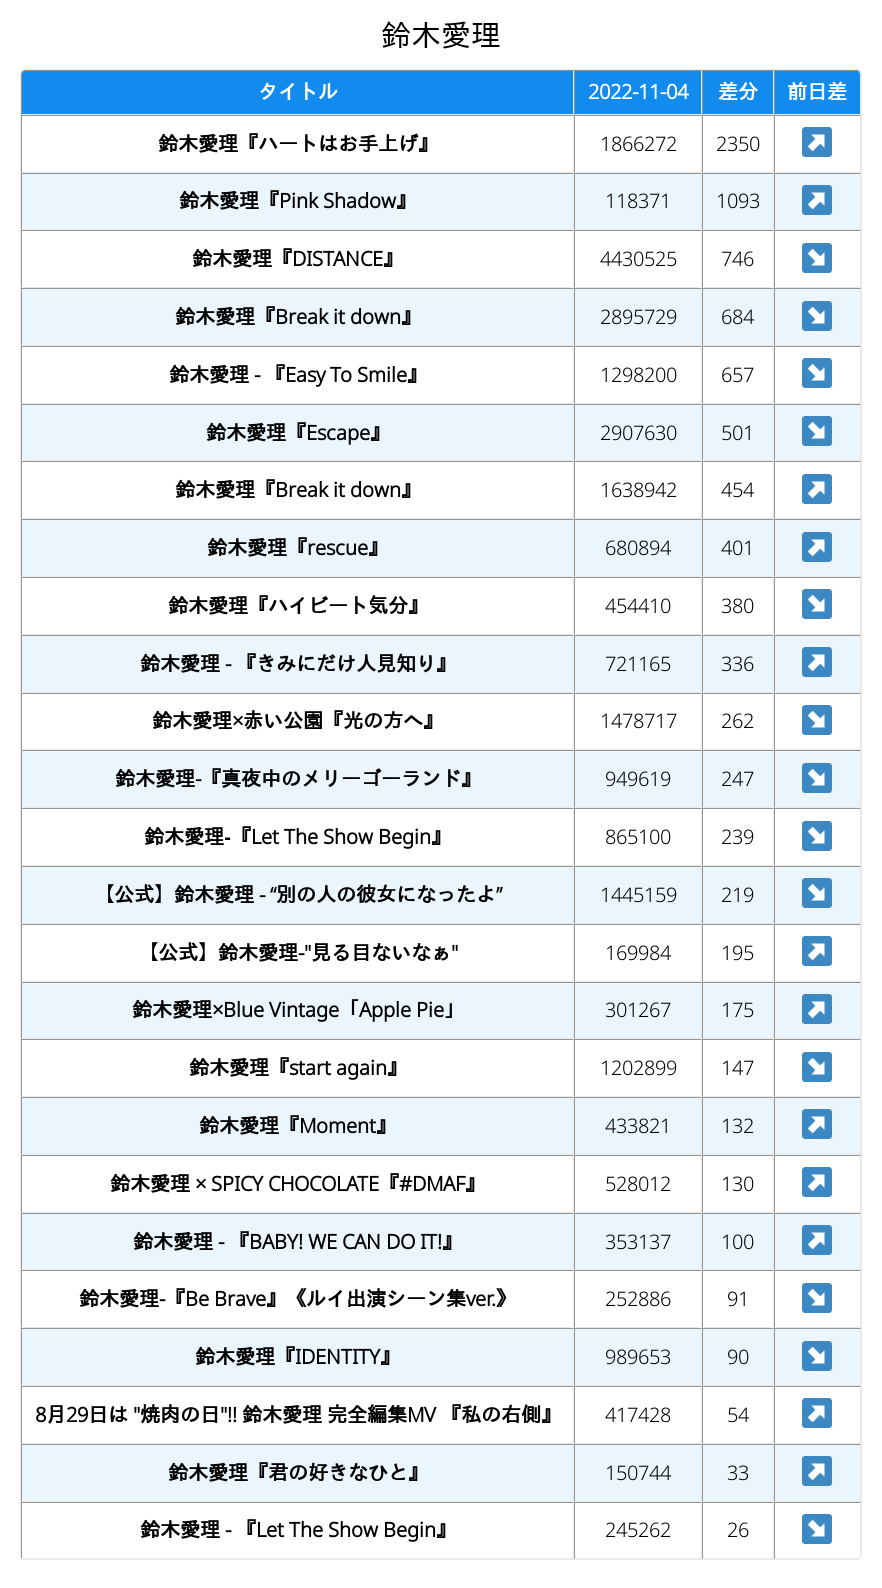 鈴木愛理
タイトル 2022-11-04 差分 前日差
鈴木愛理『ハートはお手上げ』 1866272 2350 ↗
鈴木愛理『Pink Shadow』 118371 1093 ↗
鈴木愛理『DISTANCE』 4430525 746 ↘
鈴木愛理『Break it down』 2895729 684 ↘
鈴木愛理 - 『Easy To Smile』 1298200 657 ↘
鈴木愛理『Escape』 2907630 501 ↘
鈴木愛理『Break it down』 1638942 454 ↗
鈴木愛理『rescue』 680894 401 ↗
鈴木愛理『ハイビート気分』 454410 380 ↘
鈴木愛理 - 『きみにだけ人見知り』 721165 336 ↗
鈴木愛理×赤い公園『光の方へ』 1478717 262 ↘
鈴木愛理-『真夜中のメリーゴーランド』 949619 247 ↘
鈴木愛理-『Let The Show Begin』 865100 239 ↘
【公式】鈴木愛理 - “別の人の彼女になったよ” 1445159 219 ↘
【公式】鈴木愛理-"見る目ないなぁ" 169984 195 ↗
鈴木愛理×Blue Vintage「Apple Pie」 301267 175 ↗
鈴木愛理『start again』 1202899 147 ↘
鈴木愛理『Moment』 433821 132 ↗
鈴木愛理 × SPICY CHOCOLATE『#DMAF』 528012 130 ↗
鈴木愛理 - 『BABY! WE CAN DO IT!』 353137 100 ↗
鈴木愛理-『Be Brave』《ルイ出演シーン集ver.》 252886 91 ↘
鈴木愛理『IDENTITY』 989653 90 ↘
8月29日は "焼肉の日"!! 鈴木愛理 完全編集MV 『私の右側』 417428 54 ↗
鈴木愛理『君の好きなひと』 150744 33 ↗
鈴木愛理 - 『Let The Show Begin』 245262 26 ↘